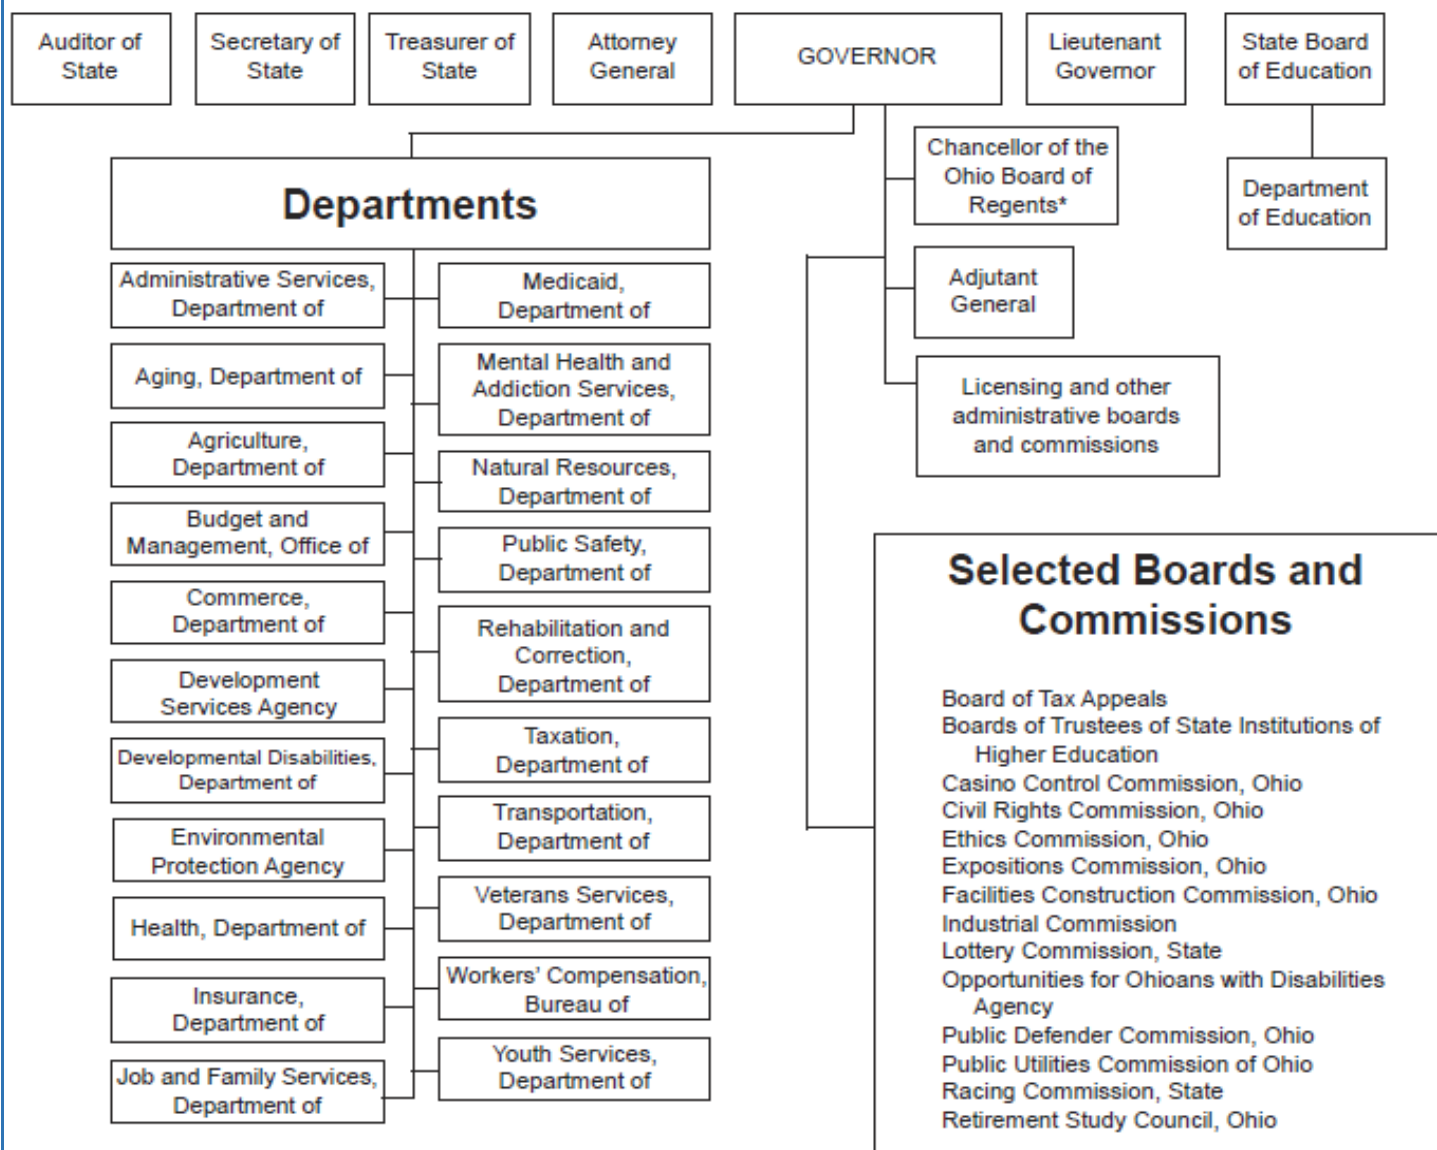 Auditor of
State
Secretary of
State
Treasurer of
State
Attorney
General
GOVERNOR
Lieutenant
Governor
State Board
of Education
Chancellor of the
Ohio Board of
Regents*
Department
of Education
Adjutant
General
Licensing and other
administrative boards
and commissions
Departments
Administrative Services,
Department of
Aging, Department of
Agriculture,
Department of
Budget and
Management, Office of
Commerce,
Department of
Development
Services Agency
Developmental Disabilities,
Department of
Environmental
Protection Agency
Health, Department of
Insurance,
Department of
Job and Family Services,
Department of
Medicaid,
Department of
Mental Health and
Addiction Services,
Department of
Natural Resources,
Department of
Public Safety,
Department of
Rehabilitation and
Correction,
Department of
Taxation,
Department of
Transportation,
Department of
Veterans Services,
Department of
Workers' Compensation,
Bureau of
Youth Services,
Department of
Selected Boards and
Commissions
Board of Tax Appeals
Boards of Trustees of State Institutions of
Higher Education
Casino Control Commission, Ohio
Civil Rights Commission, Ohio
Ethics Commission, Ohio
Expositions Commission, Ohio
Facilities Construction Commission, Ohio
Industrial Commission
Lottery Commission, State
Opportunities for Ohioans with Disabilities
Agency
Public Defender Commission, Ohio
Public Utilities Commission of Ohio
Racing Commission, State
Retirement Study Council, Ohio